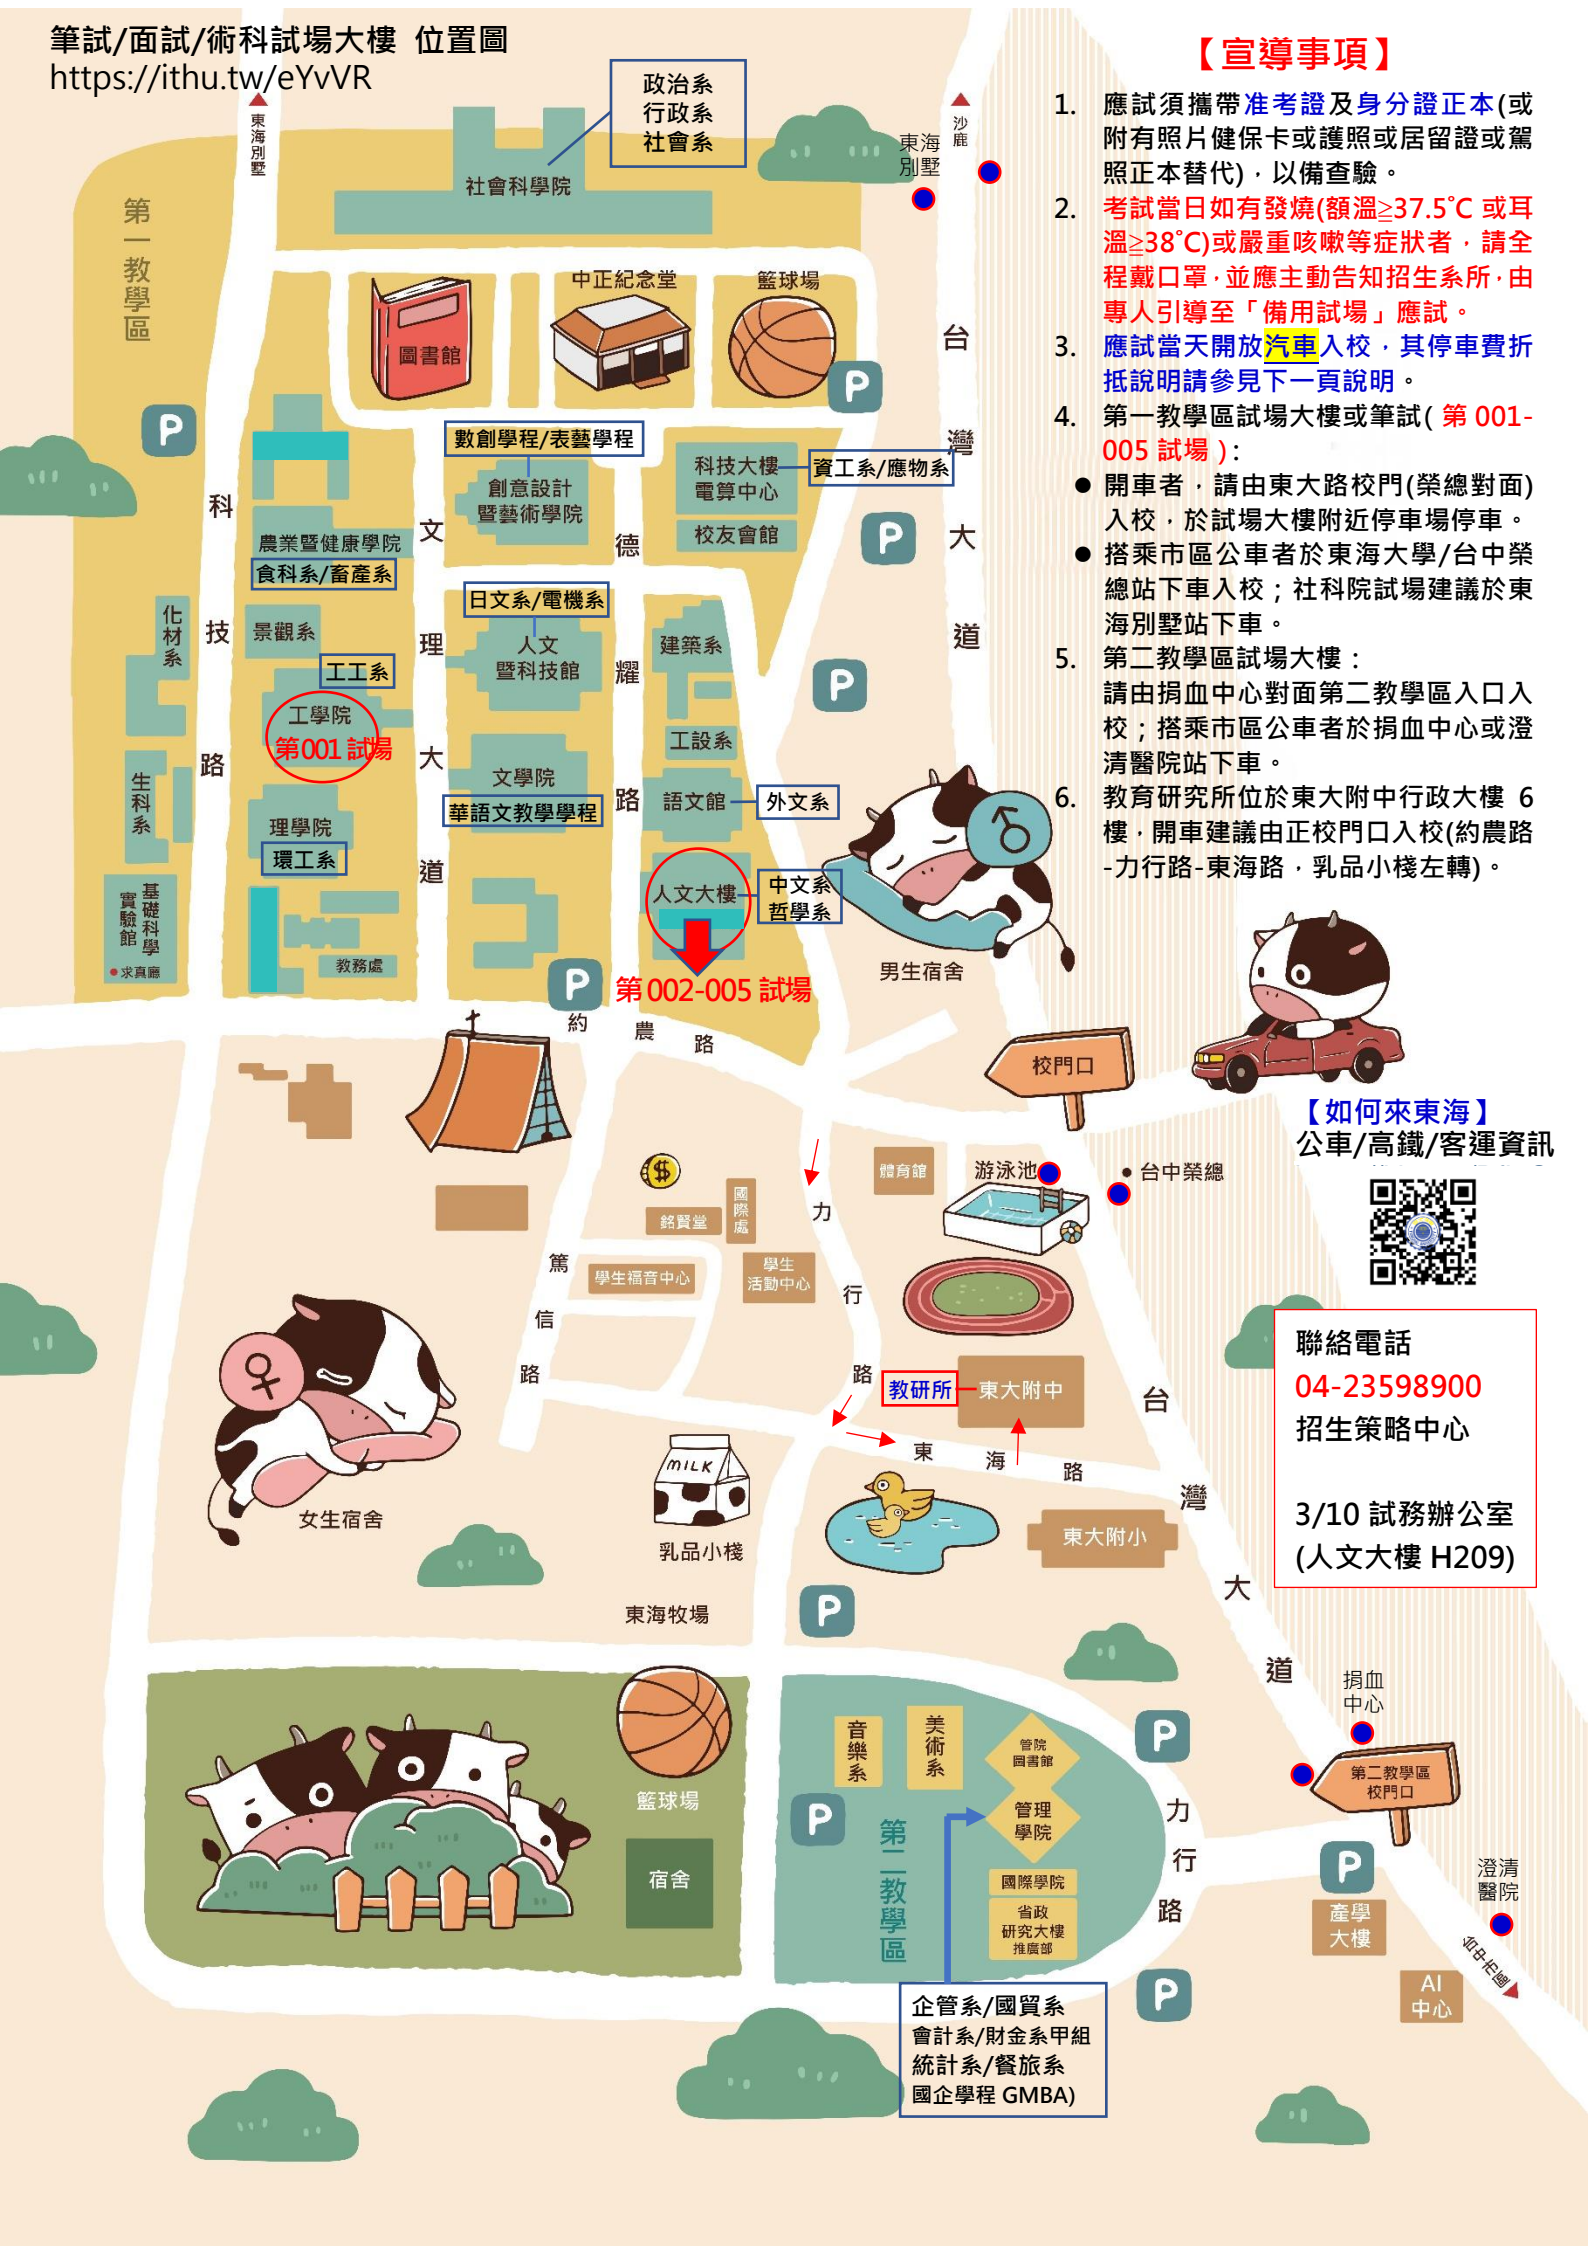 筆試/面試/術科試場大樓 位置圖
https://ithu.tw/eYvVR
【宣導事項】
1. 應試須攜帶准考證及身分證正本(或
附有照片健保卡或護照或居留證或駕
照正本替代)，以備查驗。
2. 考試當日如有發燒(額溫≧37.5°C 或耳
溫≧38°C)或嚴重咳嗽等症狀者，請全
程戴口罩，並應主動告知招生系所，由
專人引導至「備用試場」應試。
3. 應試當天開放汽車入校，其停車費折
抵說明請參見下一頁說明。
4. 第一教學區試場大樓或筆試( 第 001-
005 試場 )：
● 開車者，請由東大路校門(榮總對面)
入校，於試場大樓附近停車場停車。
● 搭乘市區公車者於東海大學/台中榮
總站下車入校；社科院試場建議於東
海別墅站下車。
5. 第二教學區試場大樓：
請由捐血中心對面第二教學區入口入
校；搭乘市區公車者於捐血中心或澄
清醫院站下車。
6. 教育研究所位於東大附中行政大樓 6
樓，開車建議由正校門口入校(約農路
-力行路-東海路，乳品小棧左轉)。
【如何來東海】
公車/高鐵/客運資訊
聯絡電話
04-23598900
招生策略中心
3/10 試務辦公室
(人文大樓 H209)
政治系
行政系
社會系
東海別墅
沙鹿
東海
別墅
社會科學院
第一教學區
中正紀念堂
籃球場
圖書館
P
P
數創學程/表藝學程
科技大樓
電算中心
資工系/應物系
創意設計
暨藝術學院
校友會館
P
農業暨健康學院
食科系/畜產系
科技路
文理大道
德耀路
台灣大道
日文系/電機系
人文
暨科技館
化材系
景觀系
建築系
P
工工系
工學院
第001 試場
工設系
文學院
華語文教學學程
語文館
外文系
生科系
理學院
環工系
人文大樓
中文系
哲學系
基礎科學
實驗館
求真廳
教務處
P
第 002-005 試場
男生宿舍
約農路
校門口
體育館
游泳池
台中榮總
$
國際處
銘賢堂
學生福音中心
學生
活動中心
力行路
篤信路
教研所
東大附中
東海路
台灣大道
女生宿舍
MILK
乳品小棧
東大附小
東海牧場
P
捐血
中心
音樂系
美術系
管院
圖書館
P
第二教學區
校門口
籃球場
P
管理
學院
第二教學區
力行路
宿舍
國際學院
省政
研究大樓
推廣部
P
產學
大樓
澄清
醫院
台中市區
AI
中心
P
企管系/國貿系
會計系/財金系甲組
統計系/餐旅系
國企學程 GMBA)